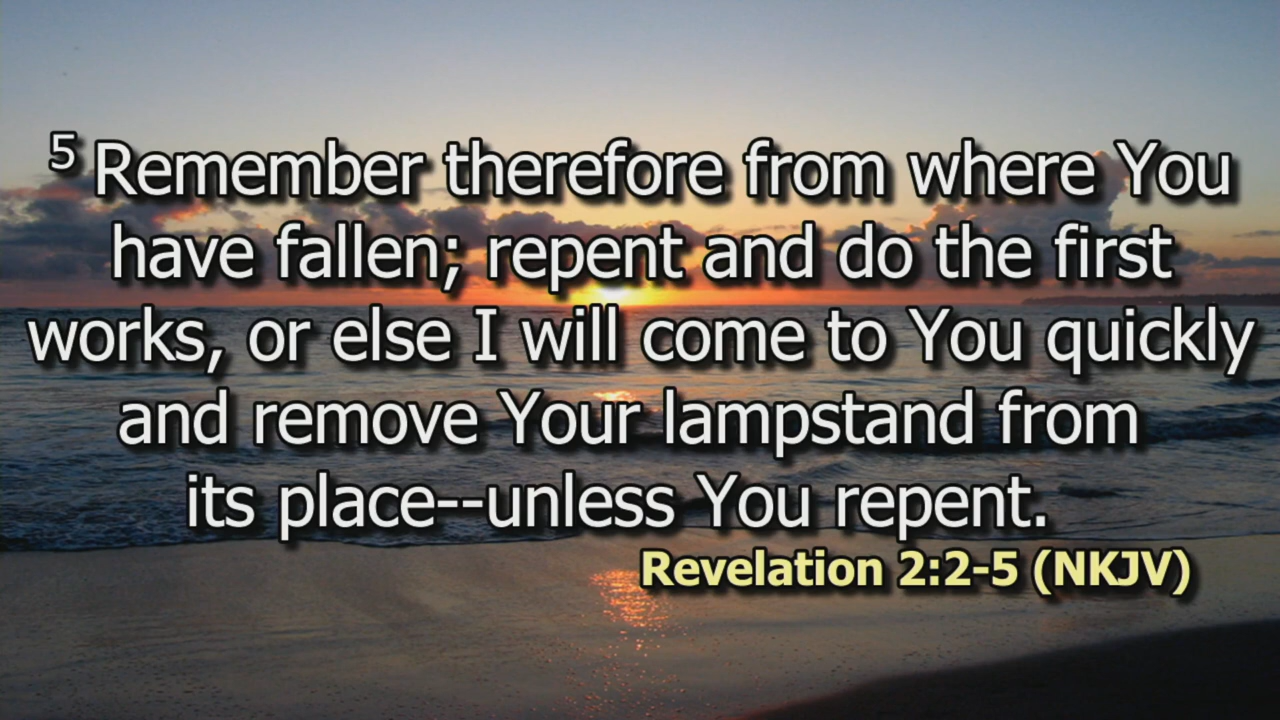 5 Remember therefore from where You
have fallen; repent and do the first
works, or else I will come to You quickly
and remove Your lampstand from
its place--unless You repent.
Revelation 2:2-5 (NKJV)